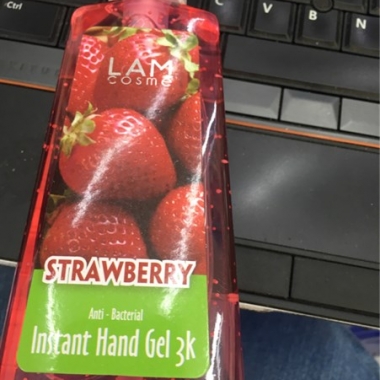 Ctrl
C
V
B
N
LAM
cosme
STRAWBERRY
Anti - Bacterial
Instant Hand Gel 3k